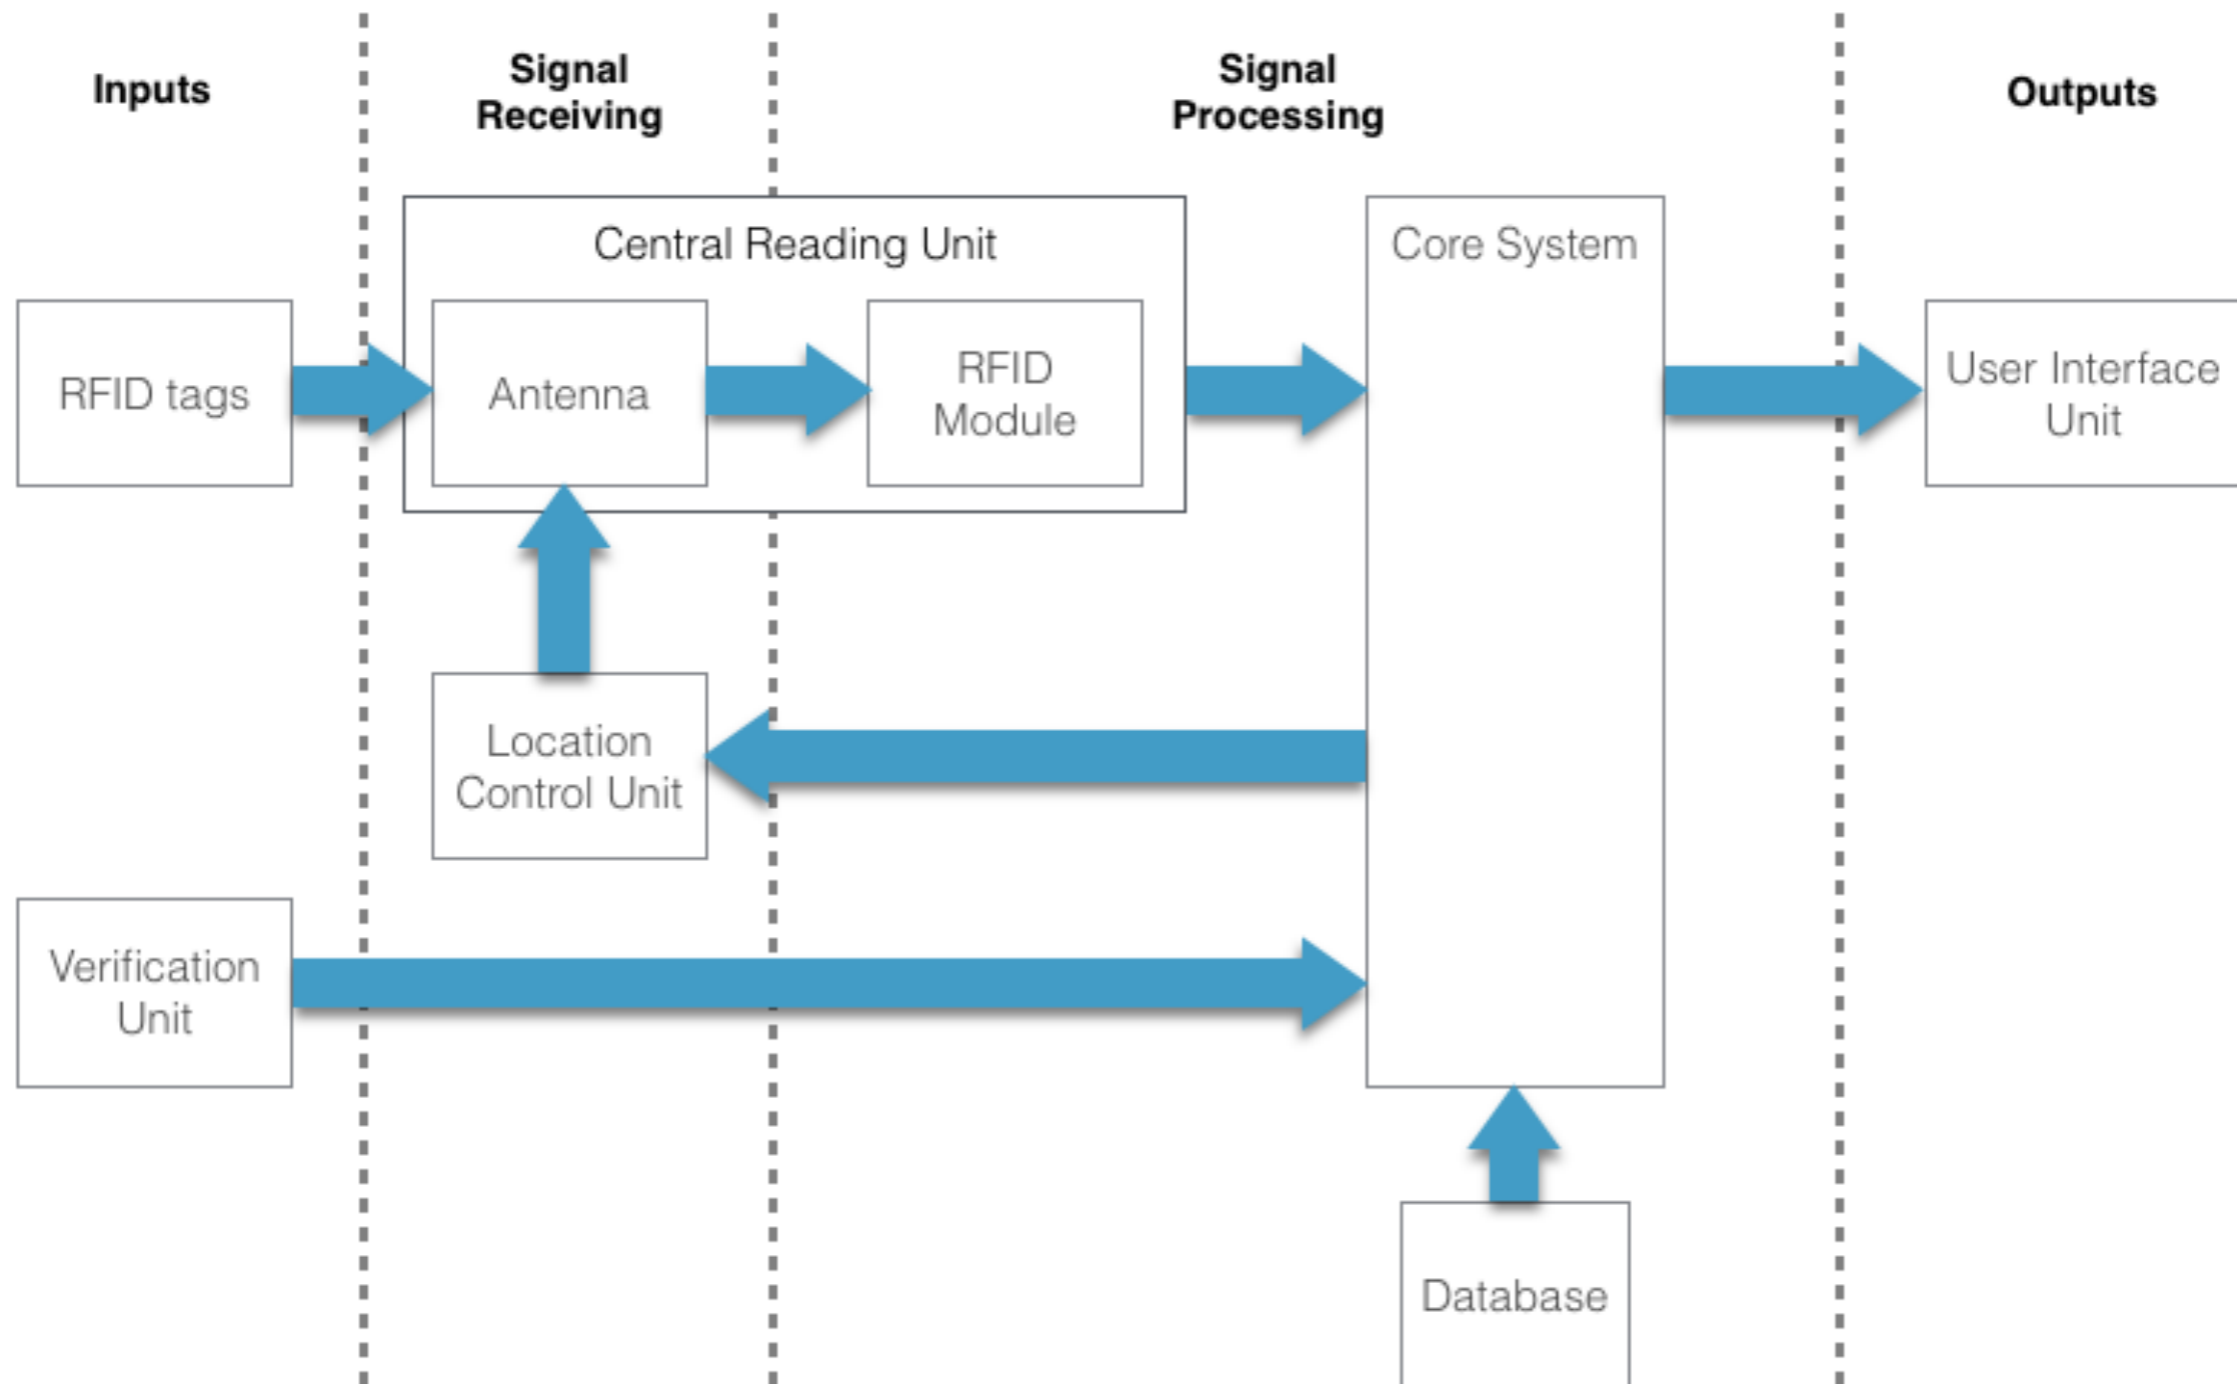 Inputs
Signal
Receiving
Signal
Processing
Outputs
Central Reading Unit
Core System
RFID tags
Antenna
RFID
Module
User Interface
Unit
Location
Control Unit
Verification
Unit
Database